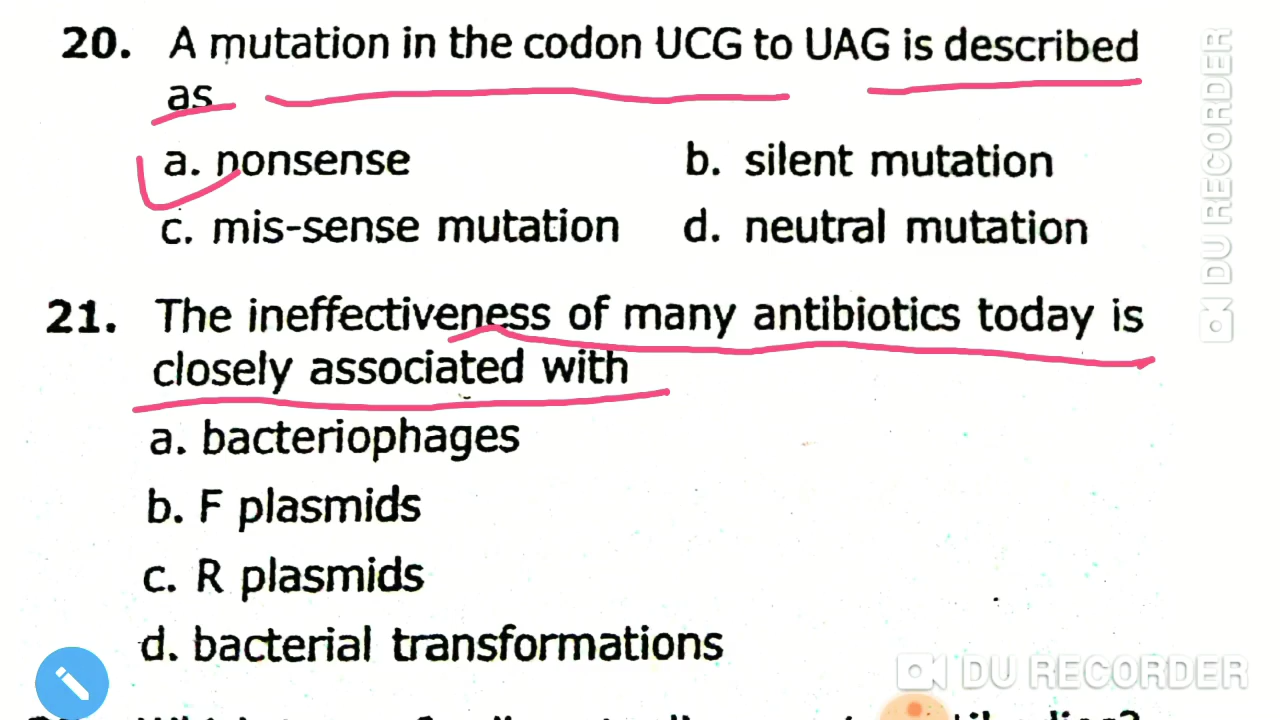 20. A mutation in the codon UCG to UAG is described
as
a. nonsense b. silent mutation
c. mis-sense mutation d. neutral mutation
21. The ineffectiveness of many antibiotics today is
closely associated with
a. bacteriophages
b. F plasmids
c. R plasmids
d. bacterial transformations
DU RECORDER
DU RECORDER